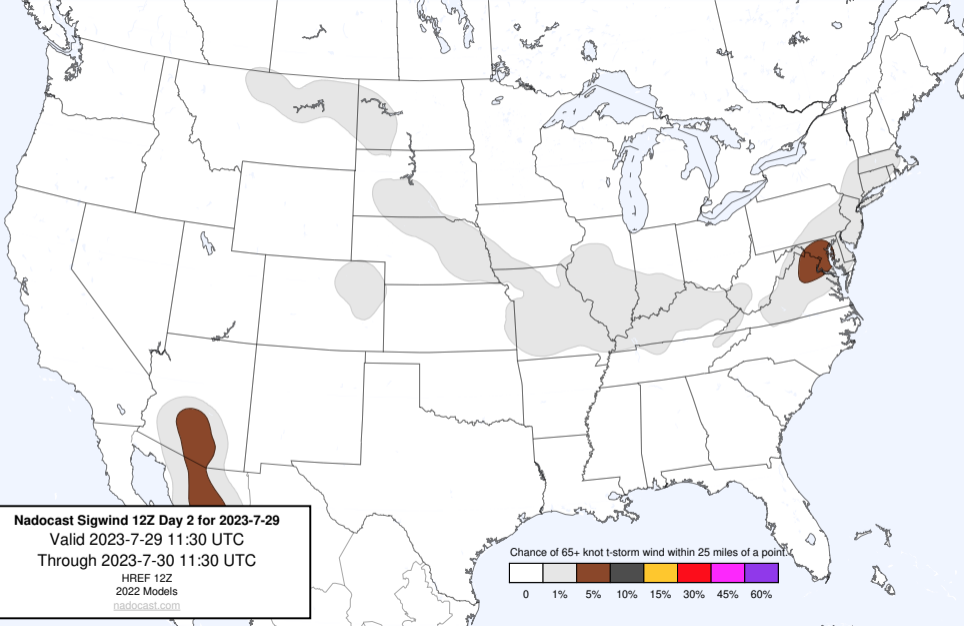 Nadocast Sigwind 12Z Day 2 for 2023-7-29
Valid 2023-7-29 11:30 UTC
Through 2023-7-30 11:30 UTC
HREF 12Z
2022 Models
nadocast.com
Chance of 65+ knot t-storm wind within 25 miles of a point.
0 1% 5% 10% 15% 30% 45% 60%